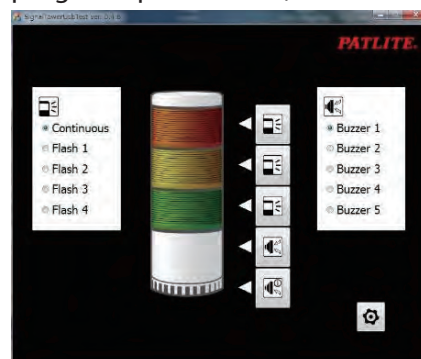 PATLITE
Continuous
Flash 1
Flash 2
Flash 3
Flash 4
Buzzer 1
Buzzer 2
Buzzer 3
Buzzer 4
Buzzer 5